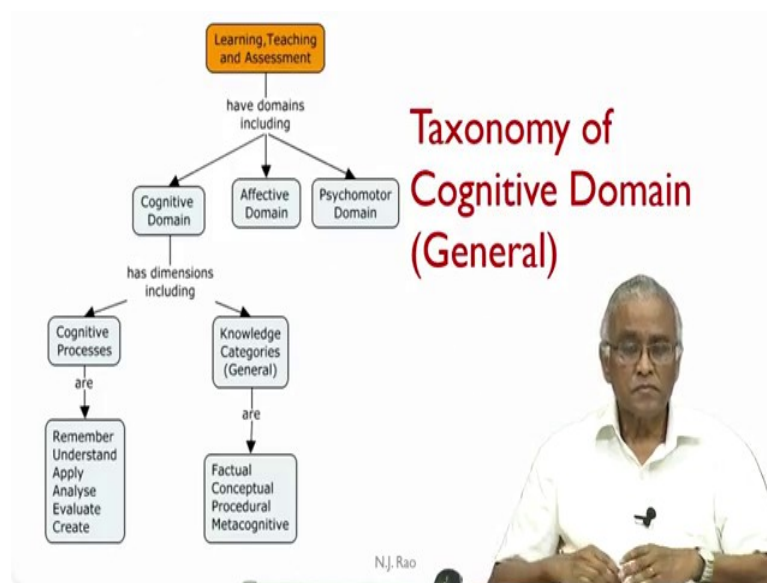 Learning,Teaching
and Assessment
have domains
including
Taxonomy of
Cognitive Domain
(General)
Cognitive
Domain
Affective
Domain
Psychomotor
Domain
has dimensions
including
Cognitive
Processes
Knowledge
Categories
(General)
are
are
Remember
Understand
Apply
Analyse
Evaluate
Create
Factual
Conceptual
Procedural
Metacognitive
N.J. Rao